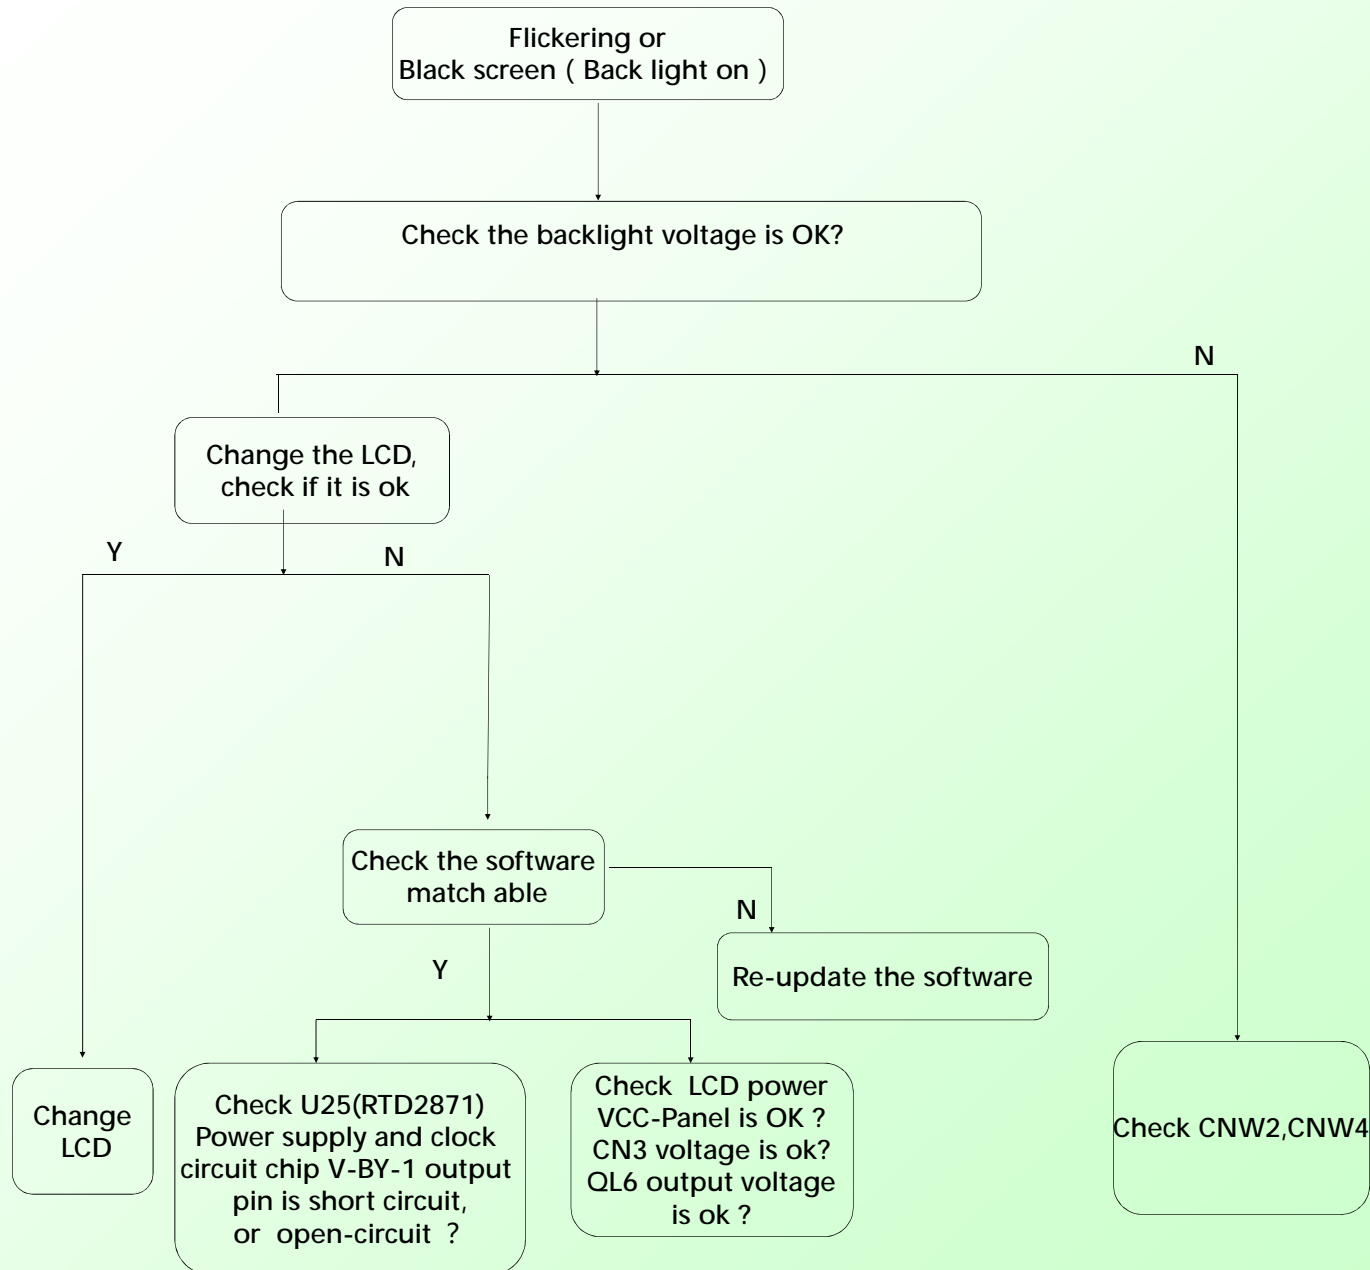 Flickering or
Black screen ( Back light on )
Check the backlight voltage is OK?
N
Change the LCD,
check if it is ok
Y
N
Check the software
match able
N
Y
Re-update the software
Change
LCD
Check U25(RTD2871)
Power supply and clock
circuit chip V-BY-1 output
pin is short circuit,
or open-circuit ?
Check LCD power
VCC-Panel is OK ?
CN3 voltage is ok?
QL6 output voltage
is ok ?
Check CNW2,CNW4